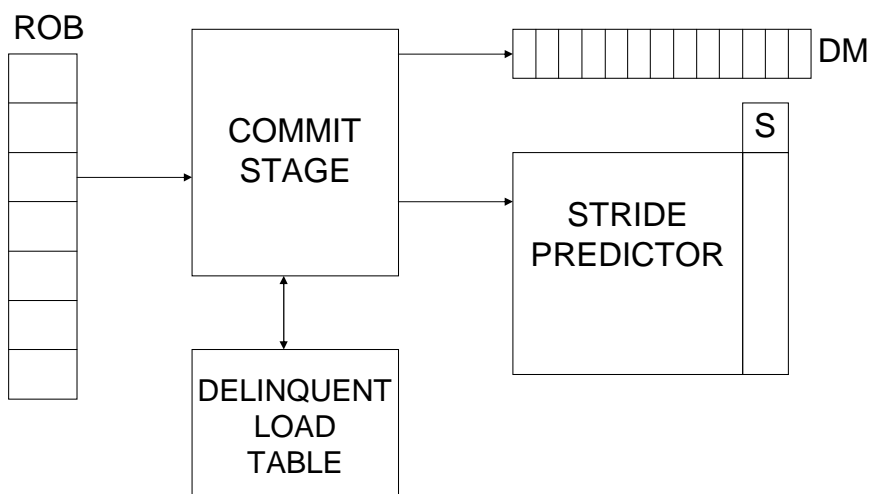 ROB
COMMIT
STAGE
DM
S
STRIDE
PREDICTOR
DELINQUENT
LOAD
TABLE